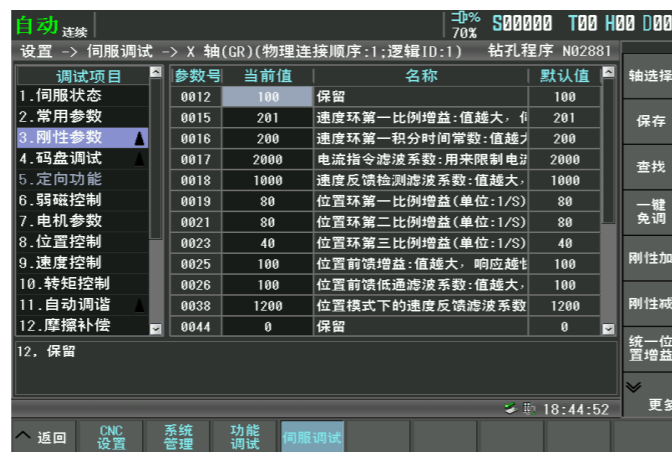 自动 连续 70% S00000 T00 H00 D00
设置 -> 伺服调试 -> X 轴(GR)(物理连接顺序:1;逻辑ID:1) 钻孔程序 N02881
调试项目 参数号 当前值 名称 默认值 轴选择
1.伺服状态 0012 100 保留 100
2.常用参数 0015 201 速度环第一比例增益:值越大, 201 保存
3.刚性参数 0016 200 速度环第一积分时间常数:值越大 200
4.码盘调试 0017 2000 电流指令滤波系数:用来限制电流 2000 查找
5.定向功能 0018 1000 速度反馈检测滤波系数:值越大, 1000
6.弱磁控制 0019 80 位置环第一比例增益(单位:1/S) 80 一键
7.电机参数 0021 80 位置环第二比例增益(单位:1/S) 80 免调
8.位置控制 0023 40 位置环第三比例增益(单位:1/S) 40
9.速度控制 0025 100 位置前馈增益:值越大, 响应越快 100 刚性加
10.转矩控制 0026 100 位置前馈低通滤波系数:值越大, 100
11.自动调谐 0038 1200 位置模式下的速度反馈滤波系数 1200 刚性减
12.摩擦补偿 0044 0 保留 0
统一位
置增益
12, 保留
更多
18:44:52
返回 CNC 系统 功能 伺服调试
设置 管理 调试